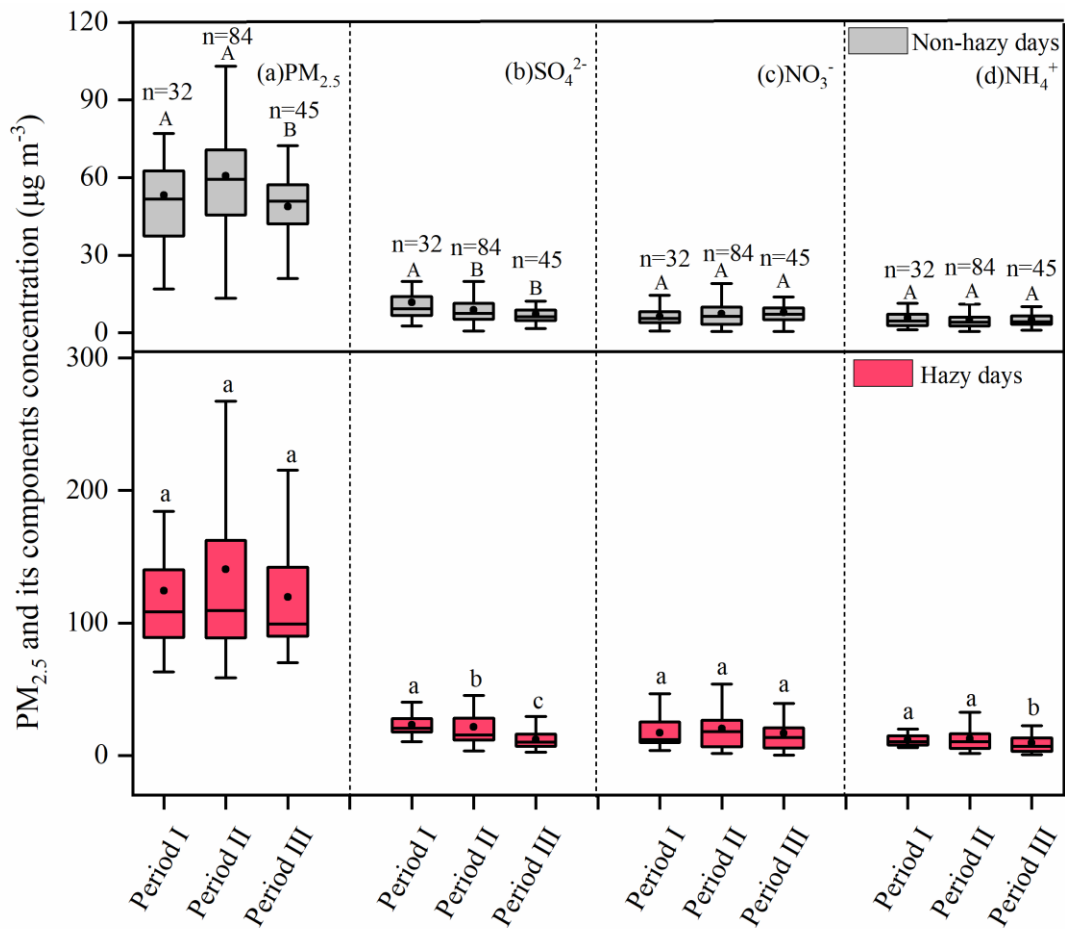 PM2.5 and its components concentration (μg m-3)
120
90
60
30
0
n=32
A
n=84
A
n=45
B
(a)PM2.5
n=32
A
n=84
B
n=45
B
(b)SO42-
n=32
A
n=84
A
n=45
A
(c)NO3-
Non-hazy days
(d)NH4+
n=32
A
n=84
A
n=45
A
300
200
100
0
a
a
a
a
b
c
a
a
a
Hazy days
a
a
b
Period I
Period II
Period III
Period I
Period II
Period III
Period I
Period II
Period III
Period I
Period II
Period III